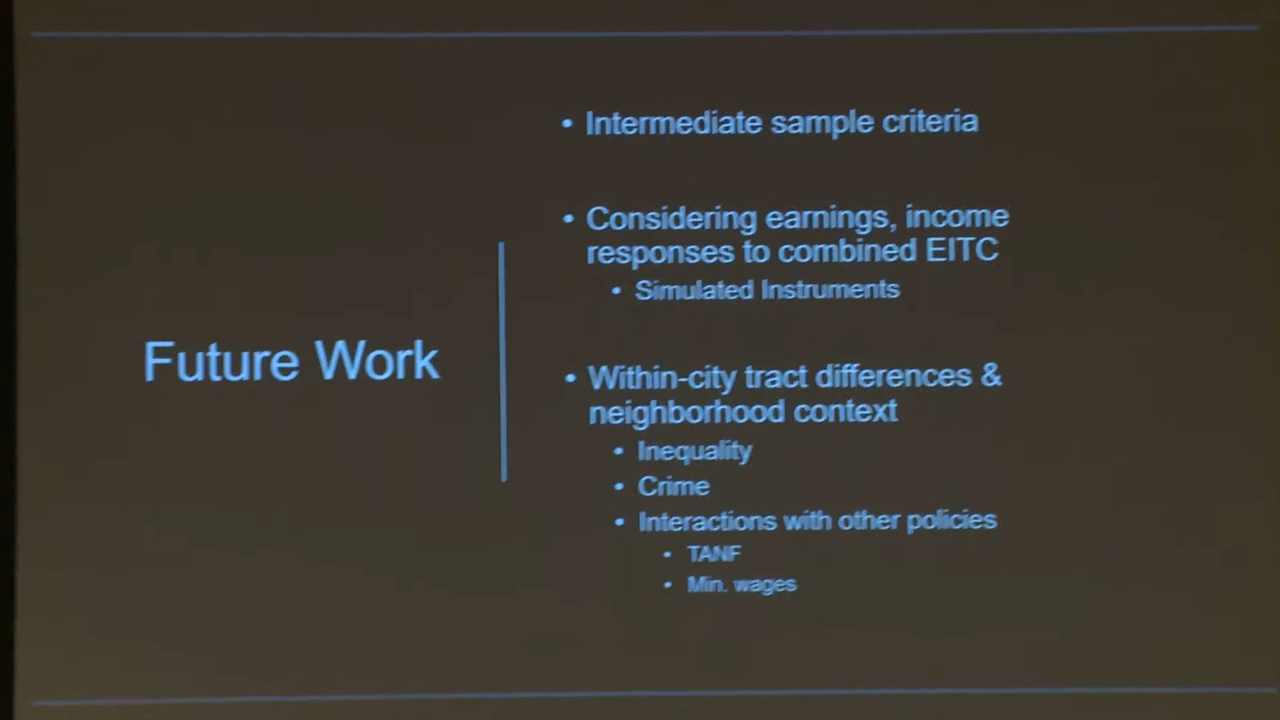 Future Work
• Intermediate sample criteria
• Considering earnings, income
responses to combined EITC
• Simulated Instruments
• Within-city tract differences &
neighborhood context
• Inequality
• Crime
• Interactions with other policies
• TANF
• Min. wages